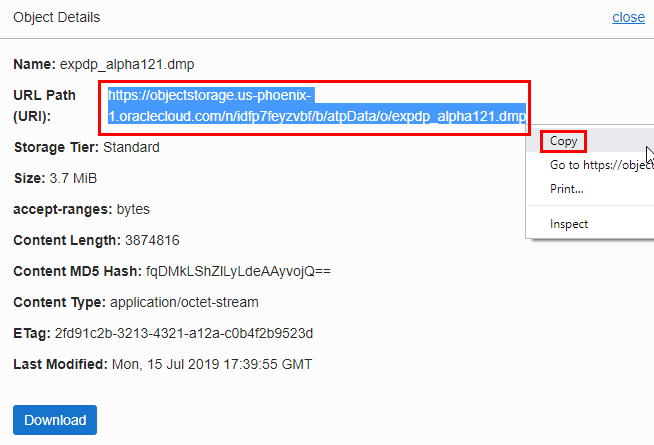 Object Details close
Name: expdp_alpha121.dmp
URL Path (URI): https://objectstorage.us-phoenix-
1.oraclecloud.com/n/idfp7feyzvbf/b/atpData/o/expdp_alpha121.dmp
Copy
Storage Tier: Standard
Go to https://object
Size: 3.7 MiB
Print...
accept-ranges: bytes
Inspect
Content Length: 3874816
Content MD5 Hash: fqDMkLShZlLyLdeAAyvojQ==
Content Type: application/octet-stream
ETag: 2fd91c2b-3213-4321-a12a-c0b4f2b9523d
Last Modified: Mon, 15 Jul 2019 17:39:55 GMT
Download